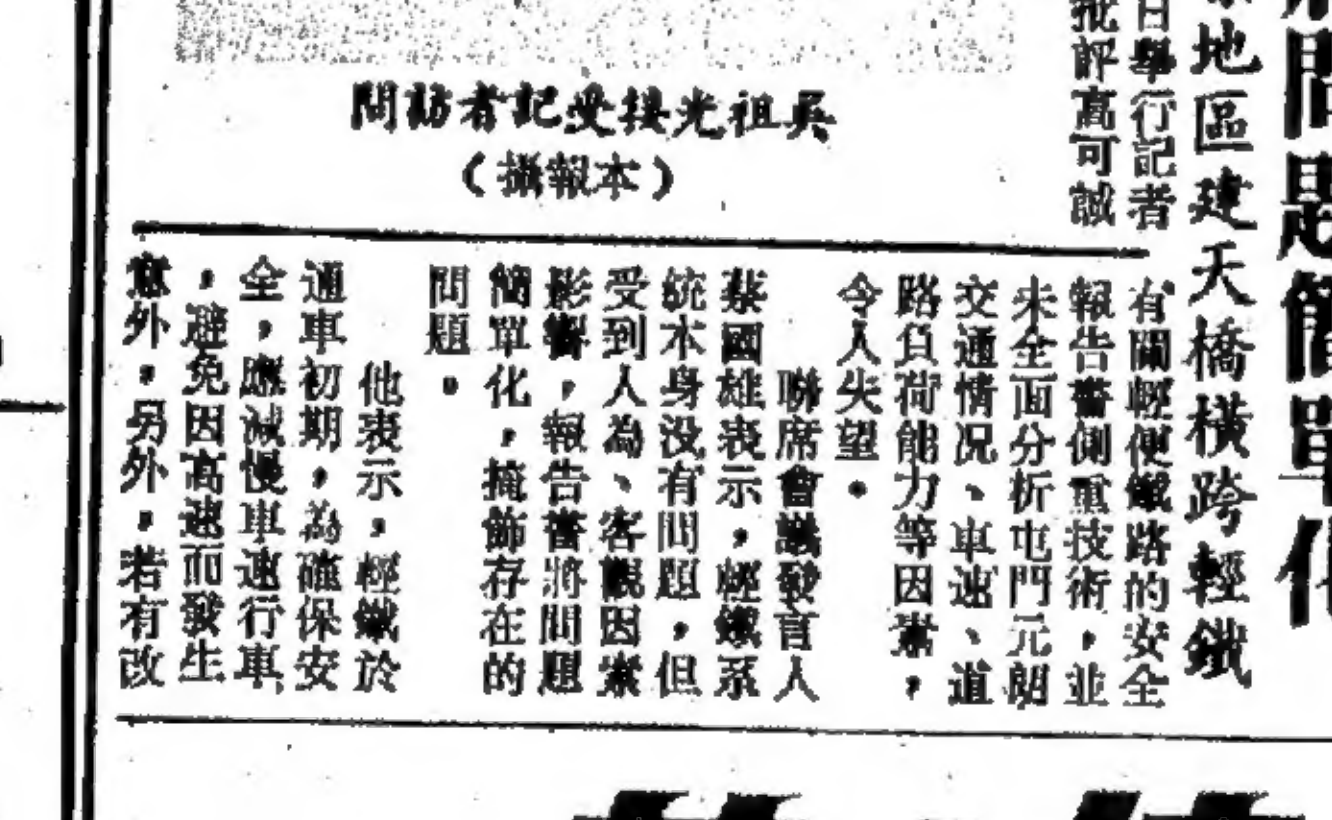 問題簡單化
地區建天橋橫跨輕鐵
日舉行記者
批評高可誠
吳祖光接受記者訪問
（本報攝）
有關輕便鐵路的安全
報告書側重技術，並
未全面分析屯門元朗
交通情況、車速、道
路負荷能力等因素，
令人失望。
聯席會議發言人
蔡國雄表示，輕鐵系
統本身没有問題，但
受到人為、客觀因素
影響，報告書將問題
簡單化，掩飾存在的
問題。
他表示，輕鐵於
通車初期，為確保安
全，應減慢車速行車
，避免因高速而發生
意外，另外，若有改